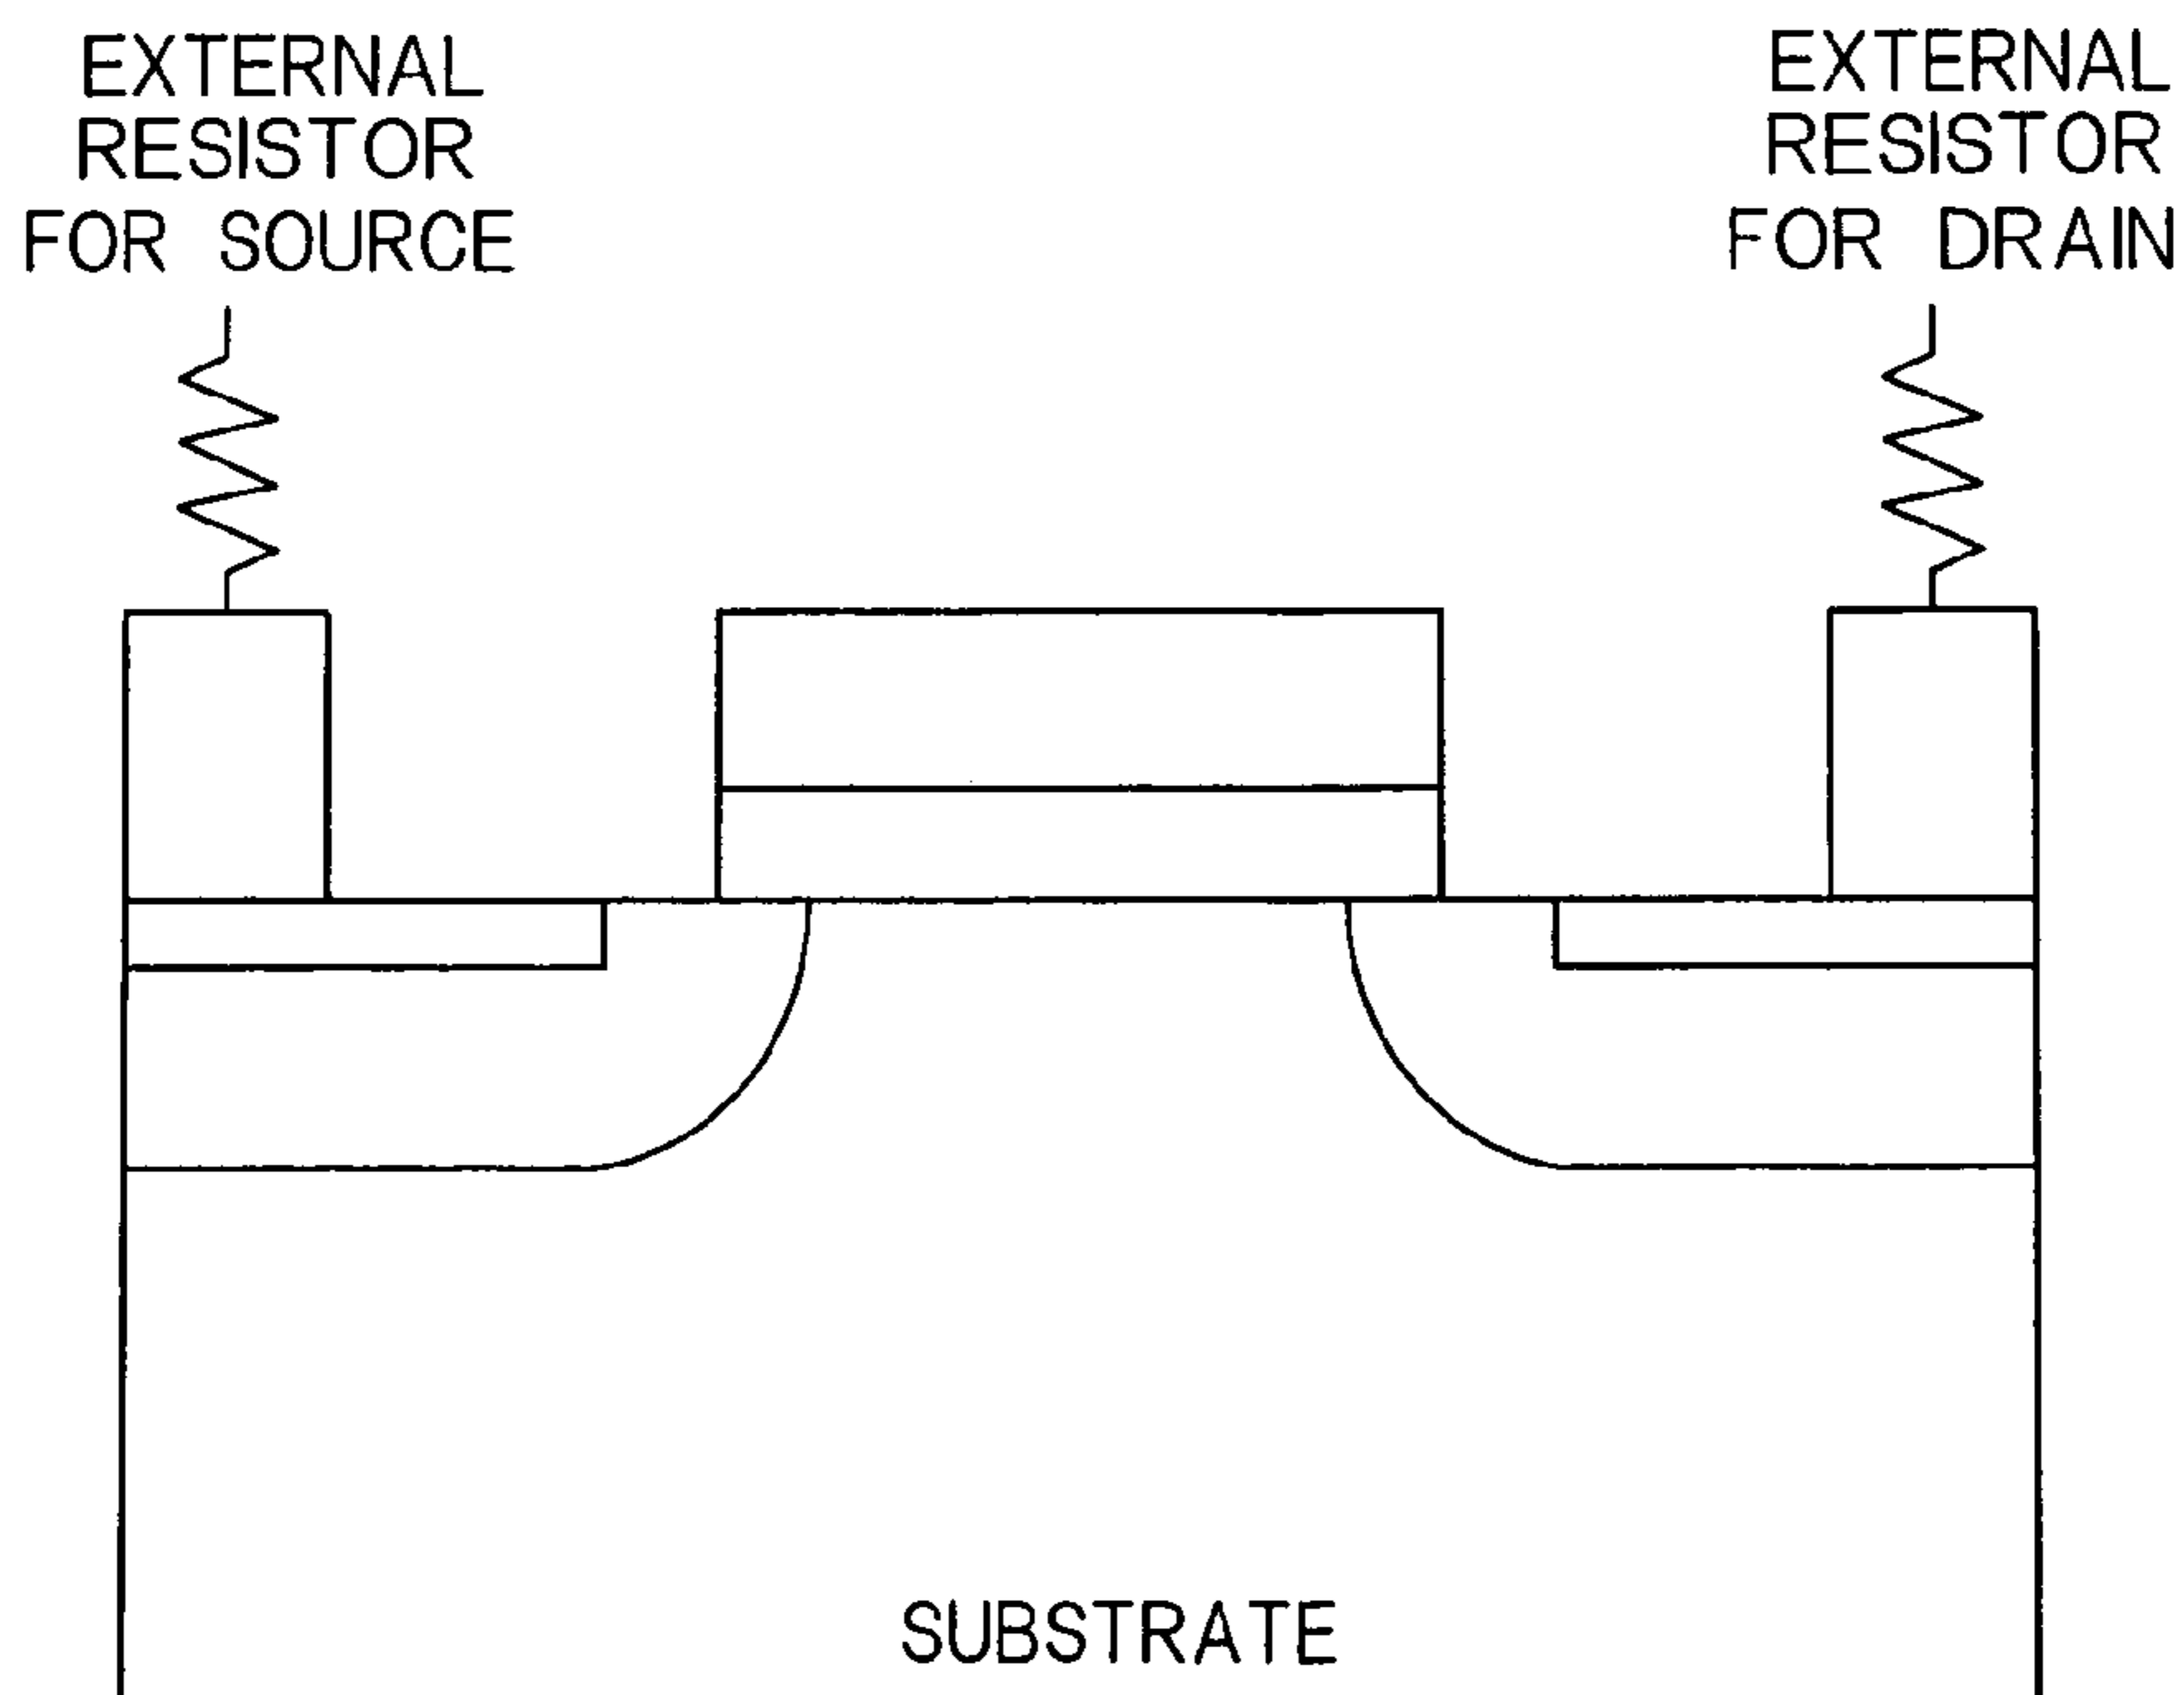 EXTERNAL
RESISTOR
FOR SOURCE
EXTERNAL
RESISTOR
FOR DRAIN
SUBSTRATE